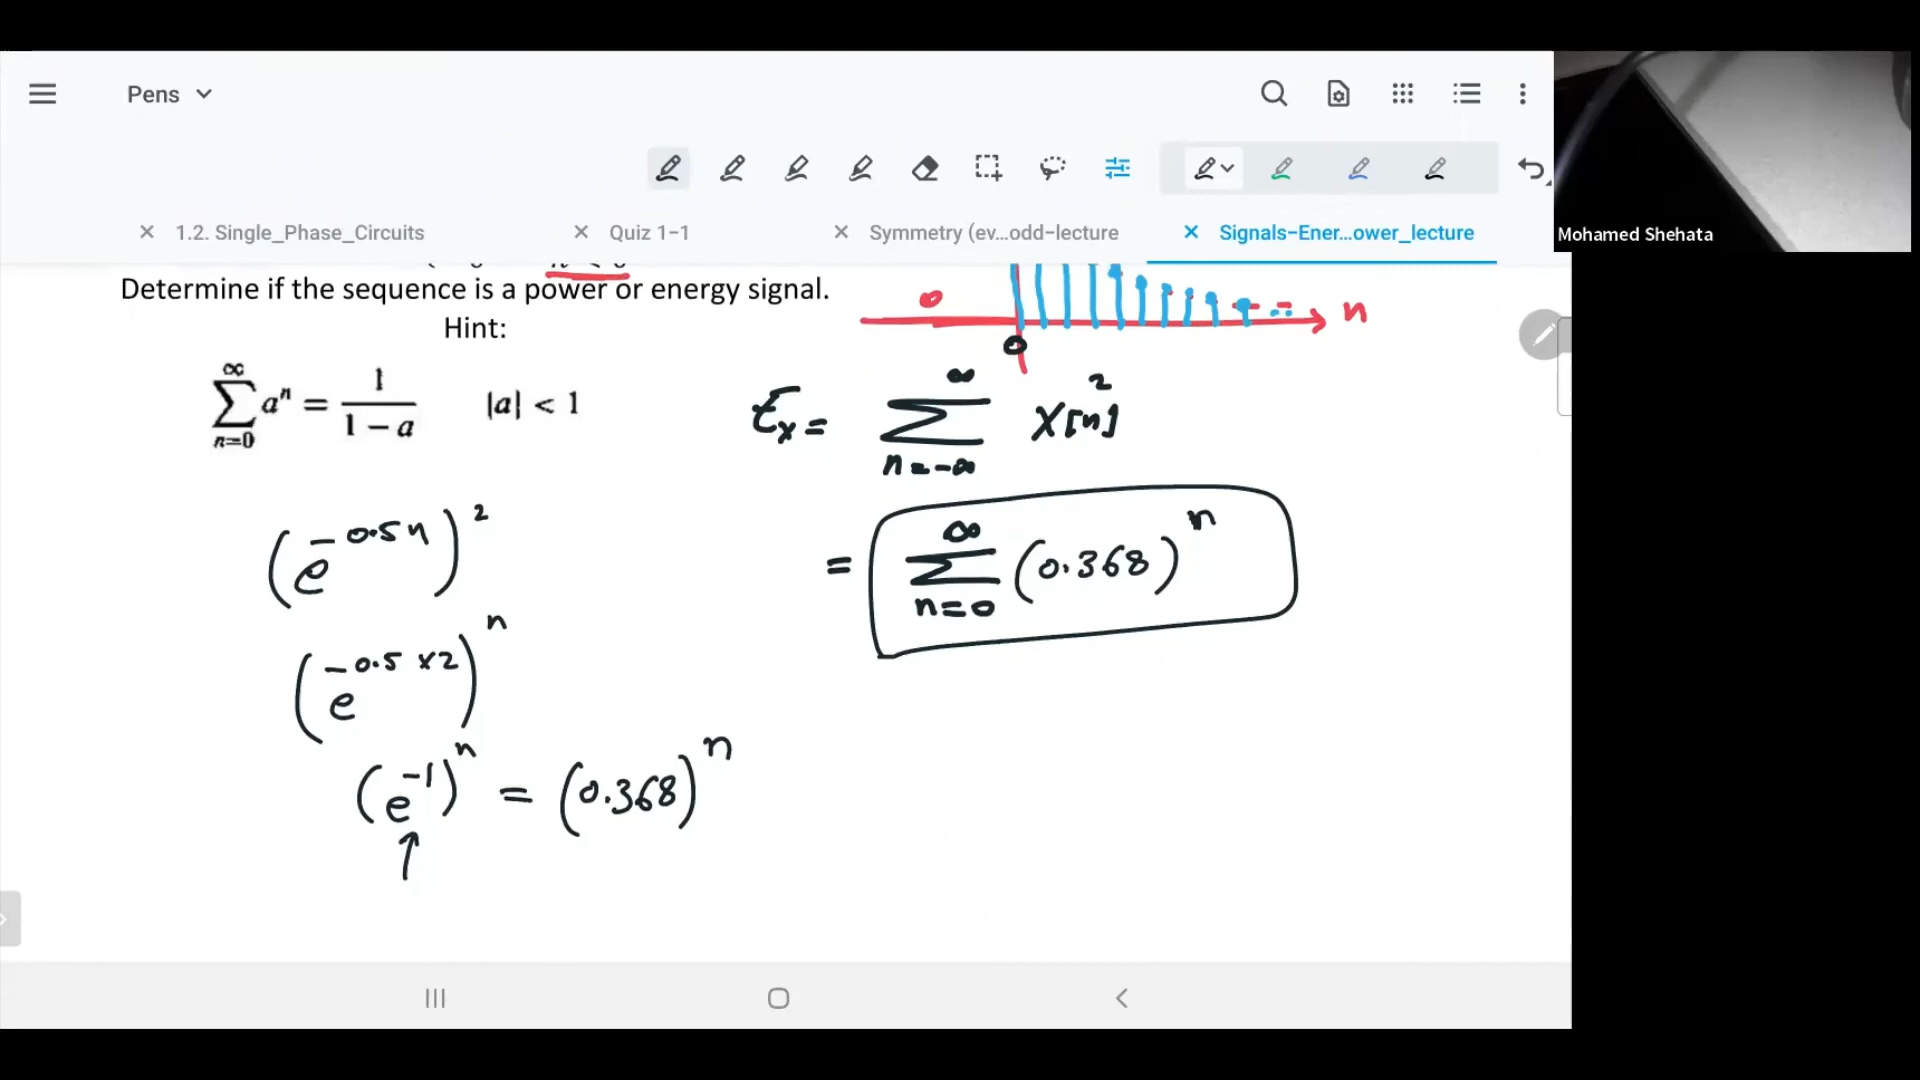 Pens
Mohamed Shehata
1.2. Single_Phase_Circuits
Quiz 1-1
Symmetry (ev...odd-lecture
Signals-Ener...ower_lecture
Determine if the sequence is a power or energy signal.
Hint:
0
n
0
∞
∑ aⁿ = 1 / (1 − a) |a| < 1
n=0
∞
Ex = ∑ x[n]²
n=-∞
(e^-0.5n)²
∞
= ∑ (0.368)ⁿ
n=0
(e^-0.5×2)ⁿ
(e^-1)ⁿ = (0.368)ⁿ
↑